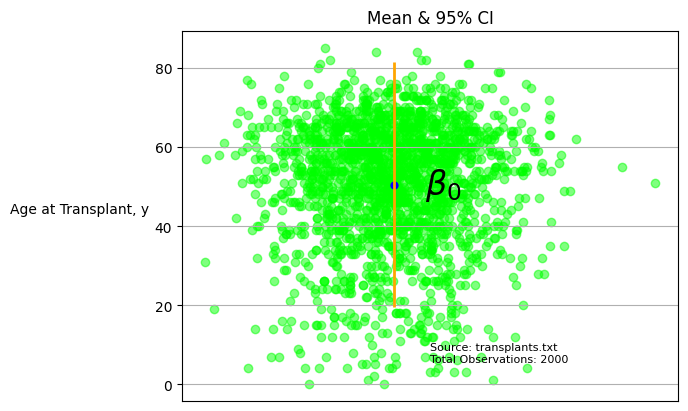 Mean & 95% CI
80
60
Age at Transplant, y
40
20
0
β₀
Source: transplants.txt
Total Observations: 2000